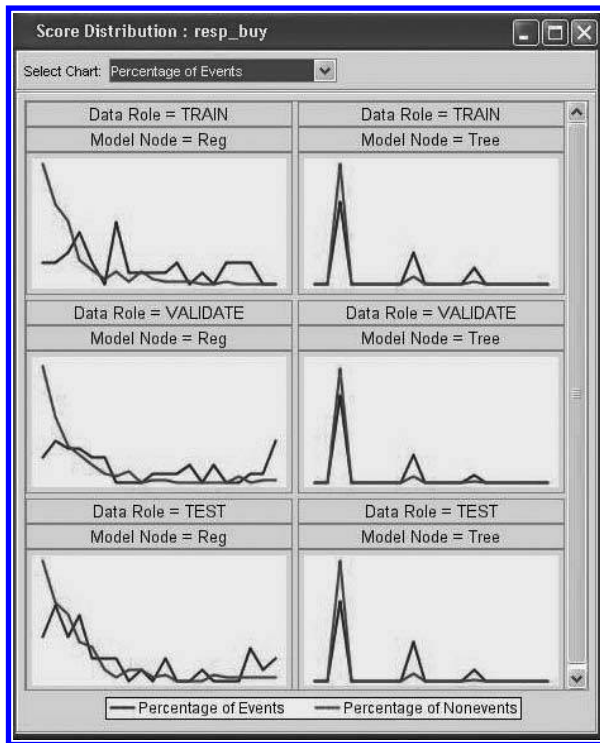 Score Distribution : resp_buy
Select Chart: Percentage of Events
Data Role = TRAIN
Data Role = TRAIN
Model Node = Reg
Model Node = Tree
Data Role = VALIDATE
Data Role = VALIDATE
Model Node = Reg
Model Node = Tree
Data Role = TEST
Data Role = TEST
Model Node = Reg
Model Node = Tree
Percentage of Events
Percentage of Nonevents